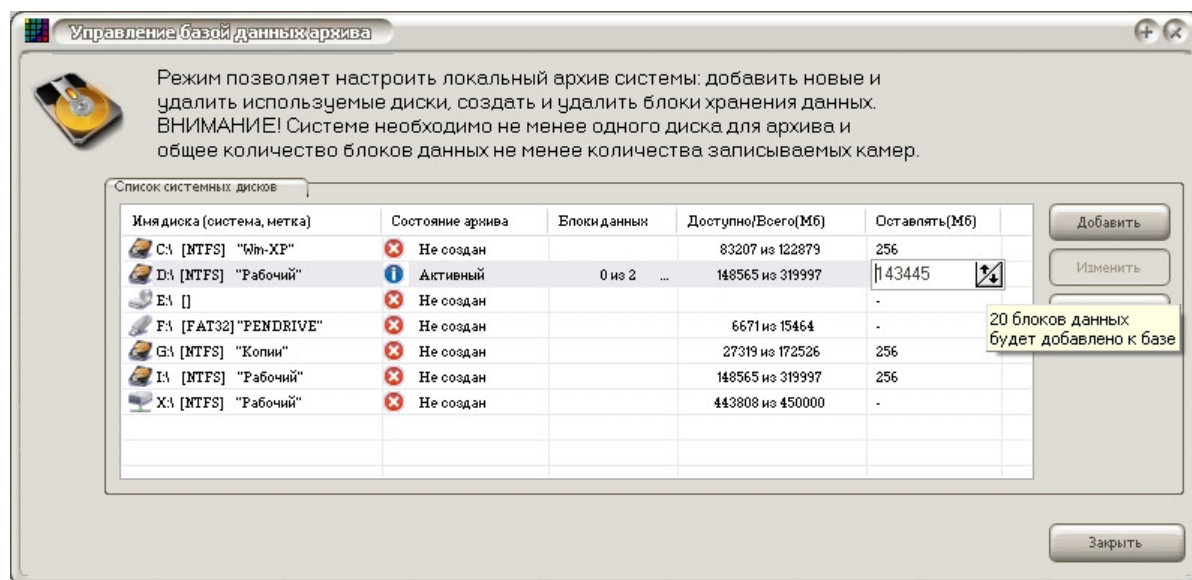 Управление базой данных архива
Режим позволяет настроить локальный архив системы: добавить новые и
удалить используемые диски, создать и удалить блоки хранения данных.
ВНИМАНИЕ! Системе необходимо не менее одного диска для архива и
общее количество блоков данных не менее количества записываемых камер.
Список системных дисков
Имя диска (система, метка) Состояние архива Блоки данных Доступно/Всего(Мб) Оставлять(Мб)
C:\ [NTFS] "Win-XP" Не создан 83207 из 122879 256
D:\ [NTFS] "Рабочий" Активный 0 из 2 ... 148565 из 319997 143445
E:\ [] Не создан -
F:\ [FAT32] "PENDRIVE" Не создан 6671 из 15464 -
G:\ [NTFS] "Копии" Не создан 27319 из 172526 256
I:\ [NTFS] "Рабочий" Не создан 148565 из 319997 256
X:\ [NTFS] "Рабочий" Не создан 443808 из 450000 -
Добавить
Изменить
20 блоков данных
будет добавлено к базе
Закрыть